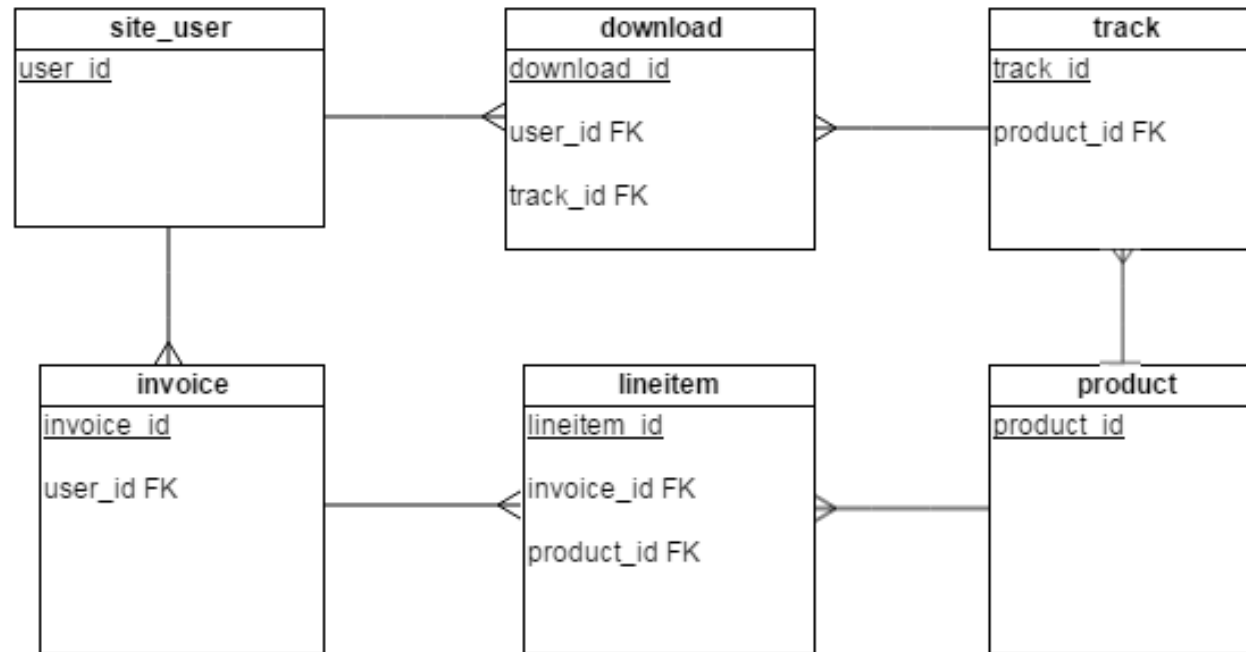 site_user
user_id
download
download_id
user_id FK
track_id FK
track
track_id
product_id FK
invoice
invoice_id
user_id FK
lineitem
lineitem_id
invoice_id FK
product_id FK
product
product_id